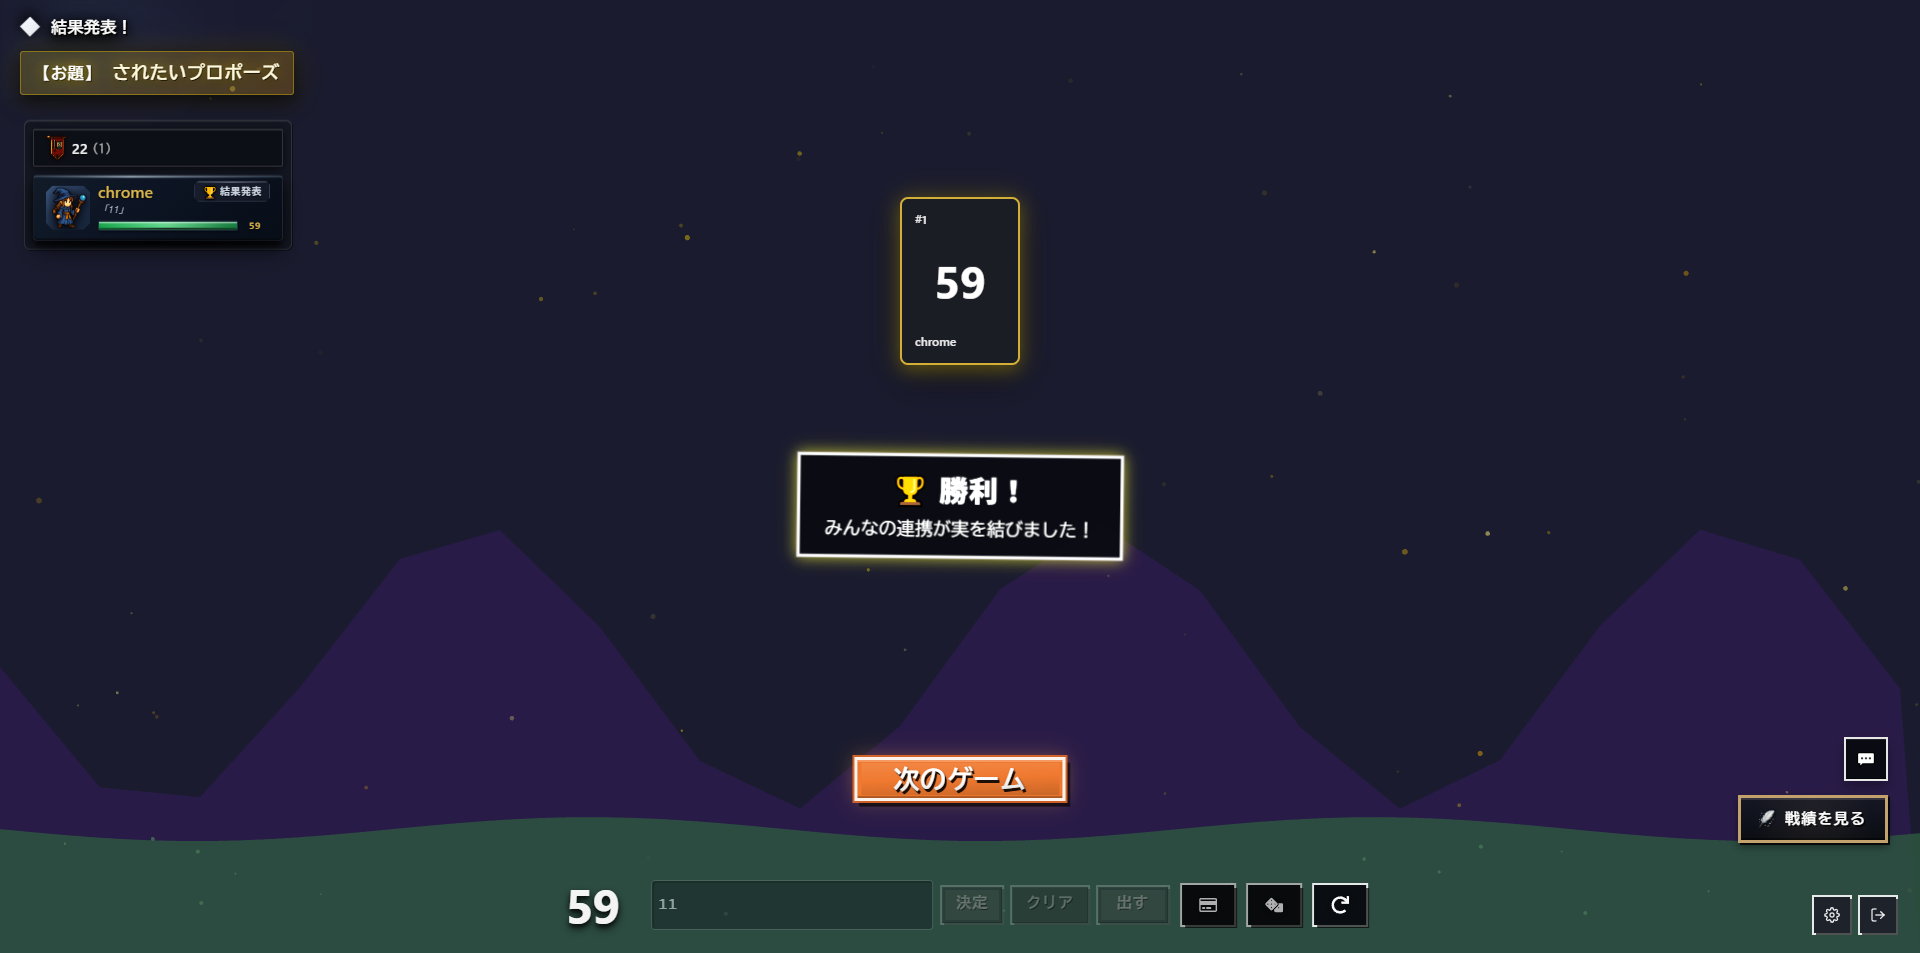 結果発表！
【お題】 されたいプロポーズ
22 (1)
chrome
結果発表
「11」
59
#1
59
chrome
勝利！
みんなの連携が実を結びました！
次のゲーム
戦績を見る
59
11
決定
クリア
出す